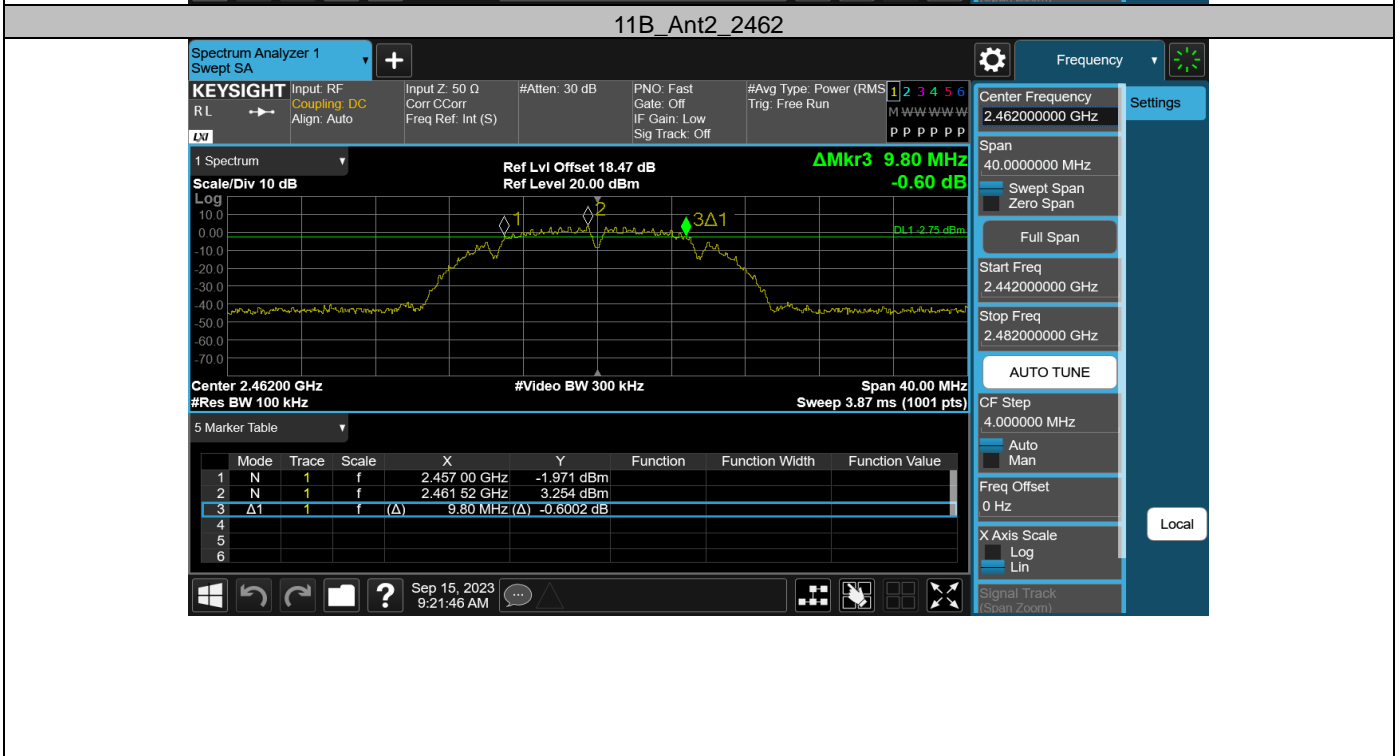 11B_Ant2_2462
Spectrum Analyzer 1
Swept SA
+
Frequency
KEYSIGHT
RL
LXI
Input: RF
Coupling: DC
Align: Auto
Input Z: 50 Ω
Corr CCorr
Freq Ref: Int (S)
#Atten: 30 dB
PNO: Fast
Gate: Off
IF Gain: Low
Sig Track: Off
#Avg Type: Power (RMS
Trig: Free Run
1 2 3 4 5 6
M W W W W W
P P P P P P
1 Spectrum
Scale/Div 10 dB
Ref Lvl Offset 18.47 dB
Ref Level 20.00 dBm
ΔMkr3 9.80 MHz
-0.60 dB
Log
10.0
0.00
-10.0
-20.0
-30.0
-40.0
-50.0
-60.0
-70.0
1
2
3Δ1
DL1 -2.75 dBm
Center 2.46200 GHz
#Video BW 300 kHz
Span 40.00 MHz
#Res BW 100 kHz
Sweep 3.87 ms (1001 pts)
5 Marker Table
Mode Trace Scale X Y Function Function Width Function Value
1 N 1 f 2.457 00 GHz -1.971 dBm
2 N 1 f 2.461 52 GHz 3.254 dBm
3 Δ1 1 f (Δ) 9.80 MHz (Δ) -0.6002 dB
4
5
6
?
Sep 15, 2023
9:21:46 AM
Center Frequency
2.462000000 GHz
Settings
Span
40.0000000 MHz
Swept Span
Zero Span
Full Span
Start Freq
2.442000000 GHz
Stop Freq
2.482000000 GHz
AUTO TUNE
CF Step
4.000000 MHz
Auto
Man
Freq Offset
0 Hz
Local
X Axis Scale
Log
Lin
Signal Track
(Span Zoom)